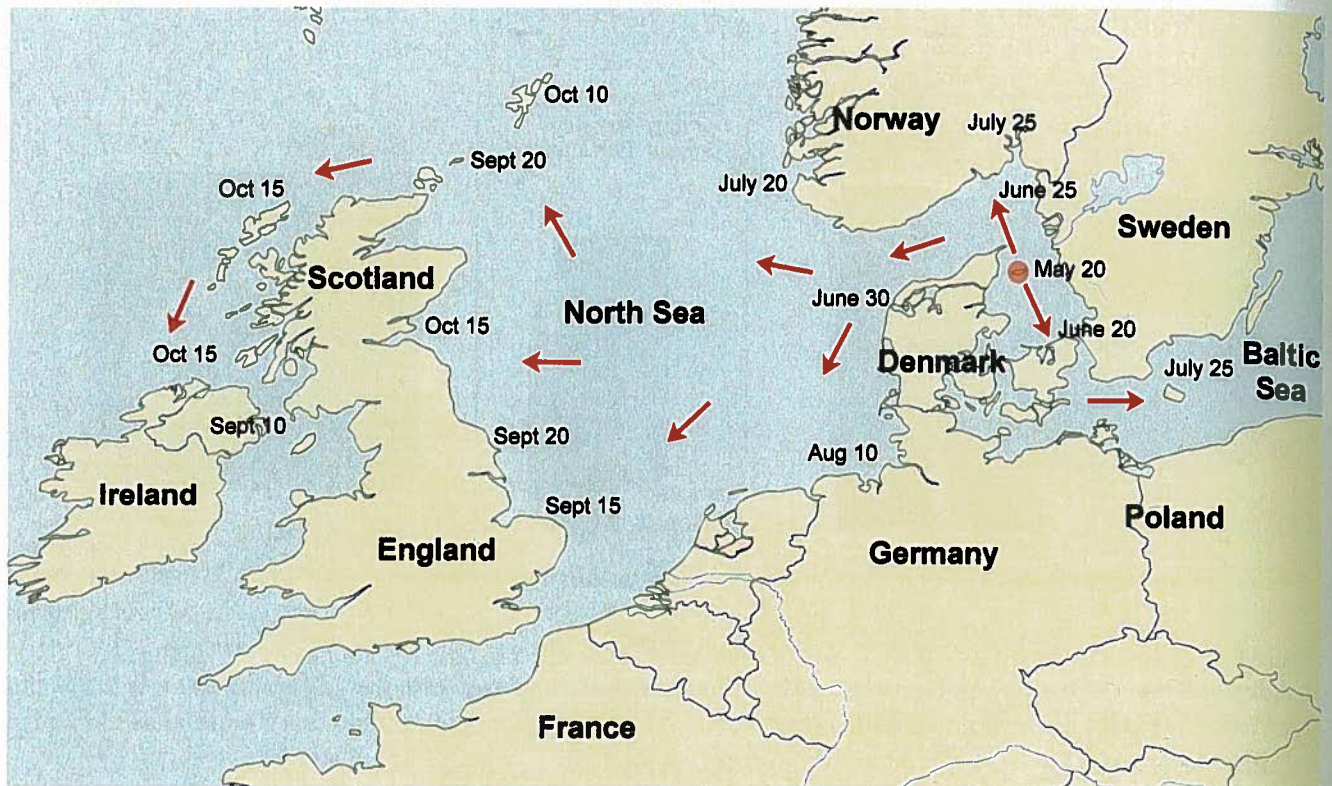 Oct 10
Norway
July 25
Sept 20
July 20
Oct 15
June 25
Sweden
Scotland
May 20
June 30
North Sea
Oct 15
June 20
Oct 15
Denmark
July 25
Baltic
Sea
Sept 10
Sept 20
Aug 10
Ireland
Sept 15
Poland
England
Germany
France